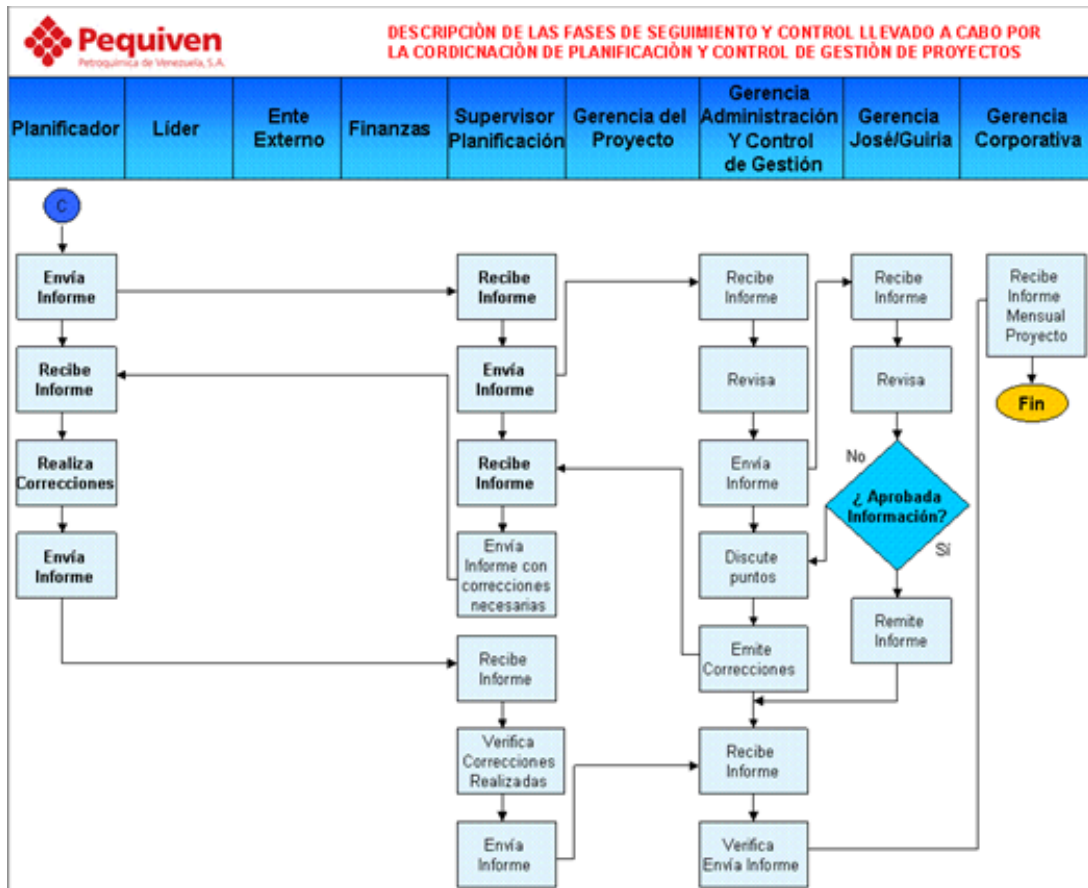 Pequiven
Petroquímica de Venezuela, S.A.
DESCRIPCIÒN DE LAS FASES DE SEGUIMIENTO Y CONTROL LLEVADO A CABO POR
LA CORDICNACIÒN DE PLANIFICACIÒN Y CONTROL DE GESTIÒN DE PROYECTOS
Planificador
Líder
Ente
Externo
Finanzas
Supervisor
Planificación
Gerencia del
Proyecto
Gerencia
Administración
Y Control
de Gestión
Gerencia
José/Guiria
Gerencia
Corporativa
C
Envía
Informe
Recibe
Informe
Recibe
Informe
Recibe
Informe
Recibe
Informe
Mensual
Proyecto
Recibe
Informe
Envía
Informe
Revisa
Revisa
Fin
Realiza
Correcciones
Recibe
Informe
Envía
Informe
No
¿ Aprobada
Información?
Sí
Envía
Informe
Envía
Informe con
correcciones
necesarias
Discute
puntos
Remite
Informe
Recibe
Informe
Emite
Correcciones
Verifica
Correcciones
Realizadas
Recibe
Informe
Envía
Informe
Verifica
Envía Informe